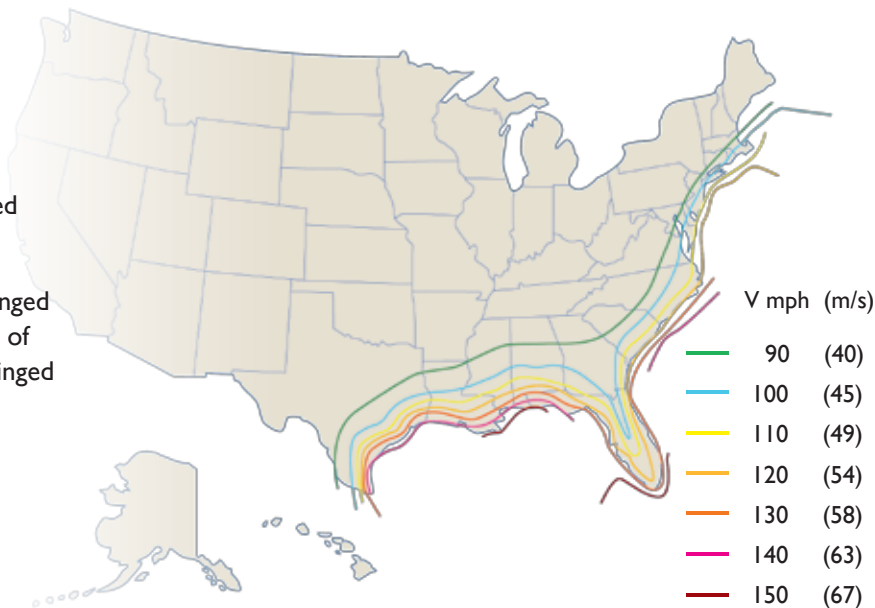 ed
nged
of
inged
V mph (m/s)
90 (40)
100 (45)
110 (49)
120 (54)
130 (58)
140 (63)
150 (67)